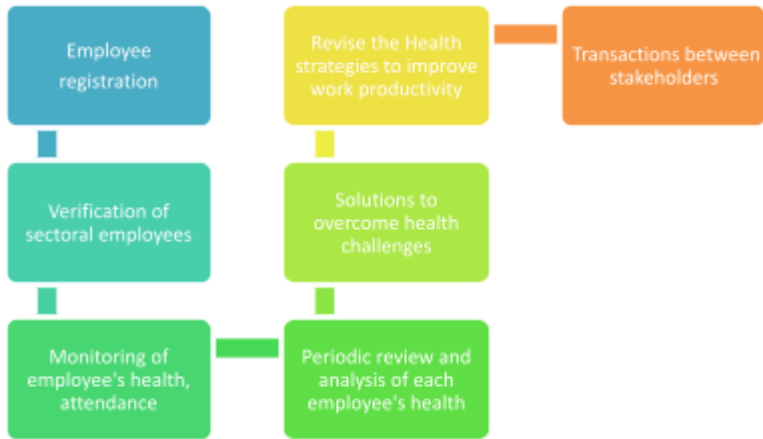 Employee
registration
Verification of
sectoral employees
Monitoring of
employee's health,
attendance
Periodic review and
analysis of each
employee's health
Solutions to
overcome health
challenges
Revise the Health
strategies to improve
work productivity
Transactions between
stakeholders